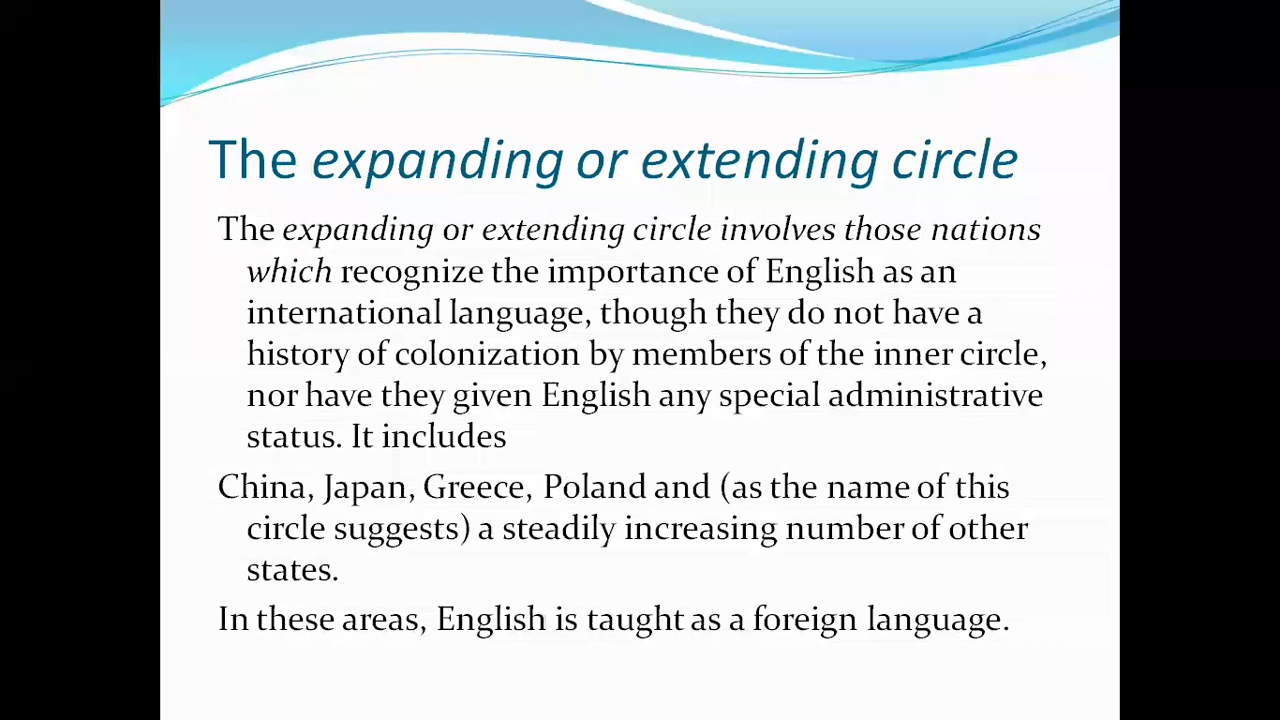 The expanding or extending circle
The expanding or extending circle involves those nations
which recognize the importance of English as an
international language, though they do not have a
history of colonization by members of the inner circle,
nor have they given English any special administrative
status. It includes
China, Japan, Greece, Poland and (as the name of this
circle suggests) a steadily increasing number of other
states.
In these areas, English is taught as a foreign language.